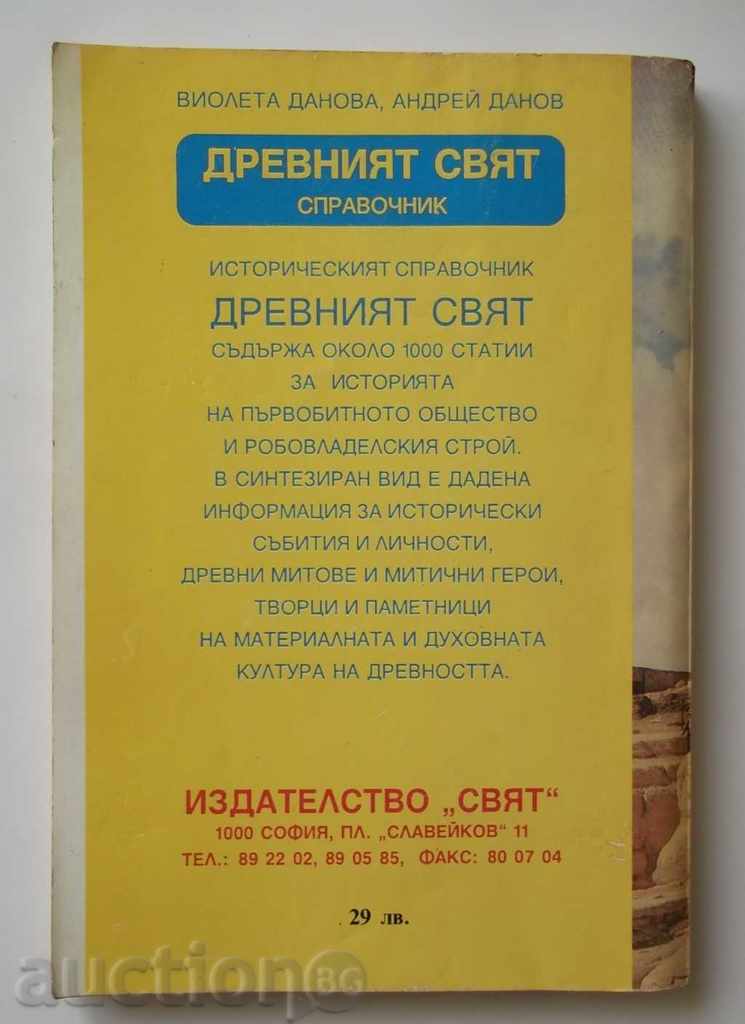 ВИОЛЕТА ДАНОВА, АНДРЕЙ ДАНОВ
ДРЕВНИЯТ СВЯТ
СПРАВОЧНИК
ИСТОРИЧЕСКИЯТ СПРАВОЧНИК
ДРЕВНИЯТ СВЯТ
СЪДЪРЖА ОКОЛО 1000 СТАТИИ
ЗА ИСТОРИЯТА
НА ПЪРВОБИТНОТО ОБЩЕСТВО
И РОБОВЛАДЕЛСКИЯ СТРОЙ.
В СИНТЕЗИРАН ВИД Е ДАДЕНА
ИНФОРМАЦИЯ ЗА ИСТОРИЧЕСКИ
СЪБИТИЯ И ЛИЧНОСТИ,
ДРЕВНИ МИТОВЕ И МИТИЧНИ ГЕРОИ,
ТВОРЦИ И ПАМЕТНИЦИ
НА МАТЕРИАЛНАТА И ДУХОВНАТА
КУЛТУРА НА ДРЕВНОСТТА.
ИЗДАТЕЛСТВО „СВЯТ“
1000 СОФИЯ, ПЛ. „СЛАВЕЙКОВ“ 11
ТЕЛ.: 89 22 02, 89 05 85, ФАКС: 80 07 04
29 лв.
auction BG